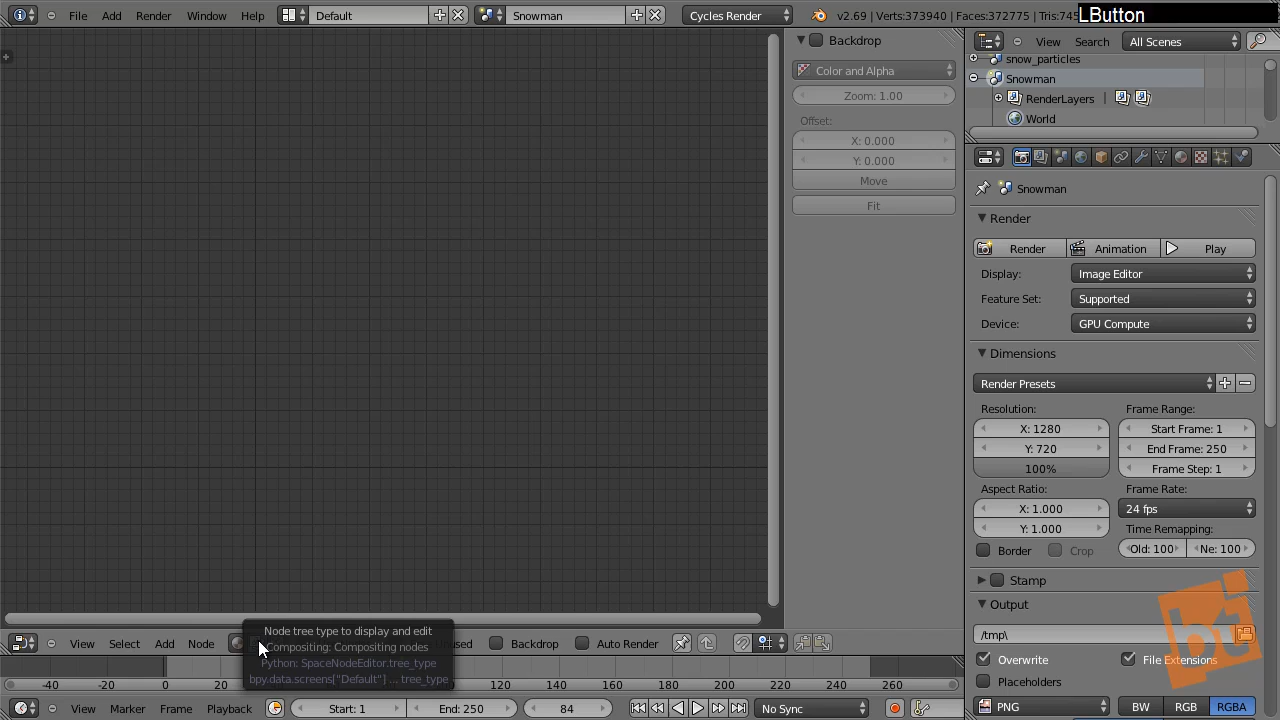 File Add Render Window Help Default Snowman Cycles Render v2.69 | Verts:373940 | Faces:372775 | Tris:745
LButton
Backdrop
Color and Alpha
Zoom: 1.00
Offset:
X: 0.000
Y: 0.000
Move
Fit
View Search All Scenes
snow_particles
Snowman
RenderLayers |
World
Snowman
Render
Render Animation Play
Display: Image Editor
Feature Set: Supported
Device: GPU Compute
Dimensions
Render Presets
Resolution: Frame Range:
X: 1280 Start Frame: 1
Y: 720 End Frame: 250
100% Frame Step: 1
Aspect Ratio: Frame Rate:
X: 1.000 24 fps
Y: 1.000 Time Remapping:
Border Crop Old: 100 Ne: 100
Stamp
Output
/tmp\
Overwrite File Extensions
Placeholders
PNG BW RGB RGBA
View Select Add Node Backdrop Auto Render
Node tree type to display and edit
Compositing: Compositing nodes
Python: SpaceNodeEditor.tree_type
bpy.data.screens["Default"] ... tree_type
-40 -20 0 120 140 160 180 200 220 240 260
View Marker Frame Playback Start: 1 End: 250 84 No Sync